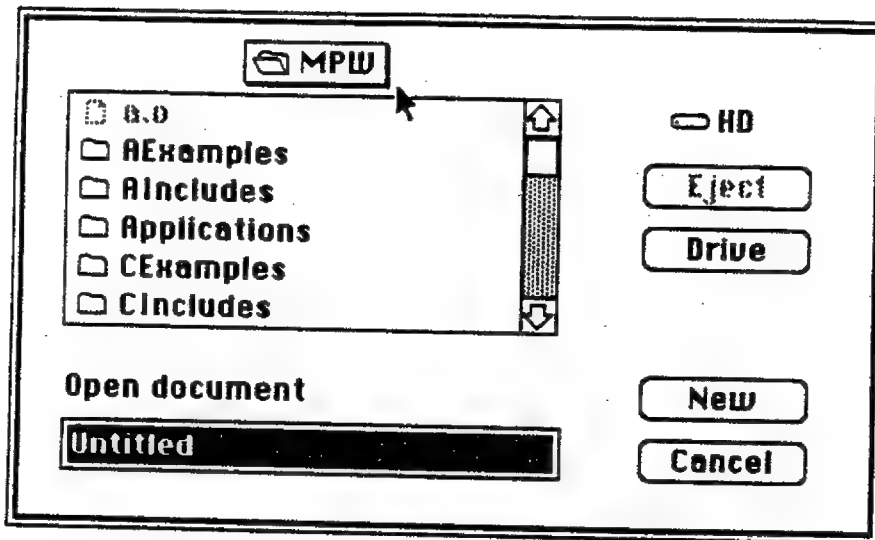 MPW
a.o
AExamples
AIncludes
Applications
CExamples
CIncludes
HD
Eject
Drive
Open document
Untitled
New
Cancel